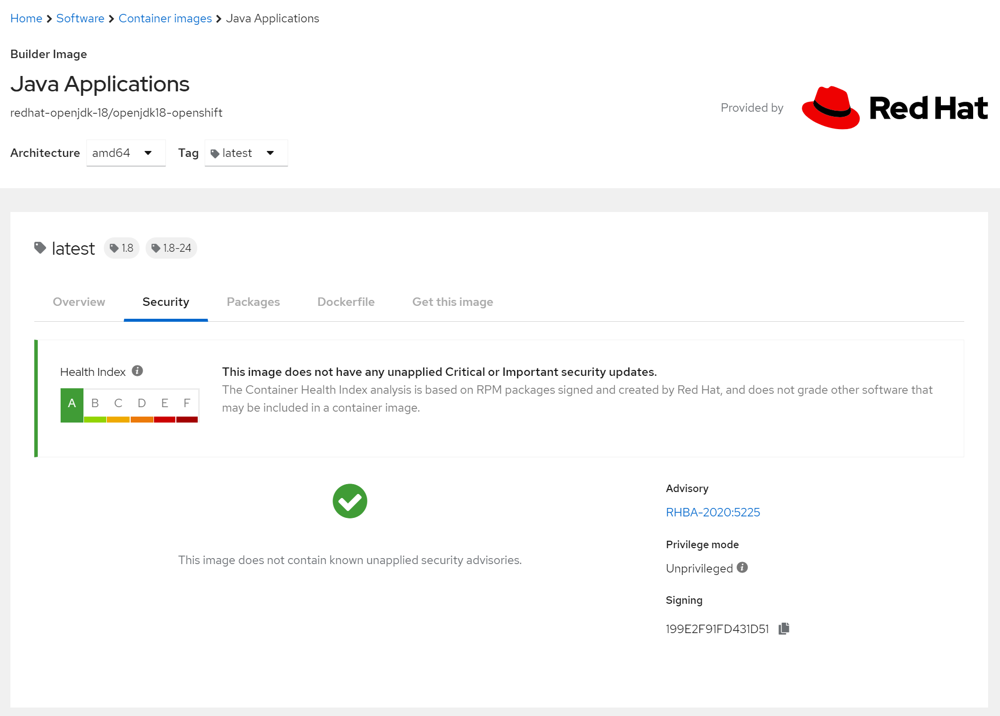 Home > Software > Container images > Java Applications
Builder Image
Java Applications
redhat-openjdk-18/openjdk18-openshift
Provided by Red Hat
Architecture amd64 Tag latest
latest 1.8 1.8-24
Overview Security Packages Dockerfile Get this image
Health Index
A B C D E F
This image does not have any unapplied Critical or Important security updates.
The Container Health Index analysis is based on RPM packages signed and created by Red Hat, and does not grade other software that
may be included in a container image.
This image does not contain known unapplied security advisories.
Advisory
RHBA-2020:5225
Privilege mode
Unprivileged
Signing
199E2F91FD431D51